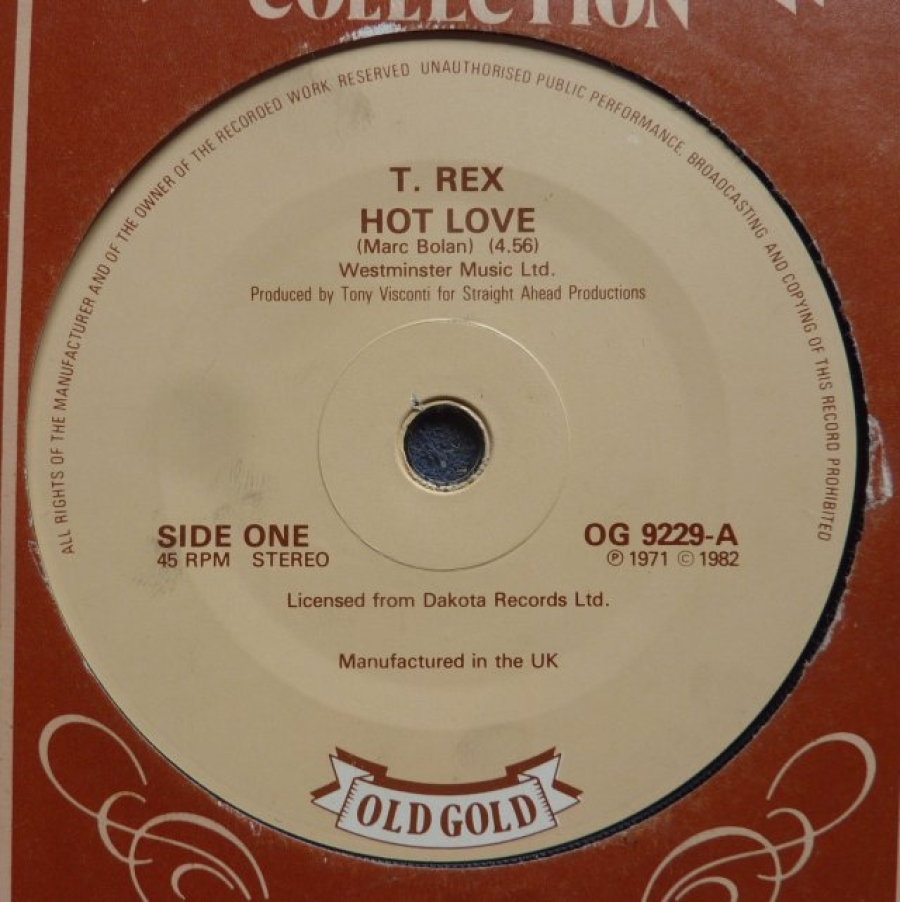 COLLECTION
ALL RIGHTS OF THE MANUFACTURER AND OF THE OWNER OF THE RECORDED WORK RESERVED UNAUTHORISED PUBLIC PERFORMANCE, BROADCASTING AND COPYING OF THIS RECORD PROHIBITED
T. REX
HOT LOVE
(Marc Bolan) (4.56)
Westminster Music Ltd.
Produced by Tony Visconti for Straight Ahead Productions
SIDE ONE OG 9229-A
45 RPM STEREO ℗ 1971 © 1982
Licensed from Dakota Records Ltd.
Manufactured in the UK
OLD GOLD